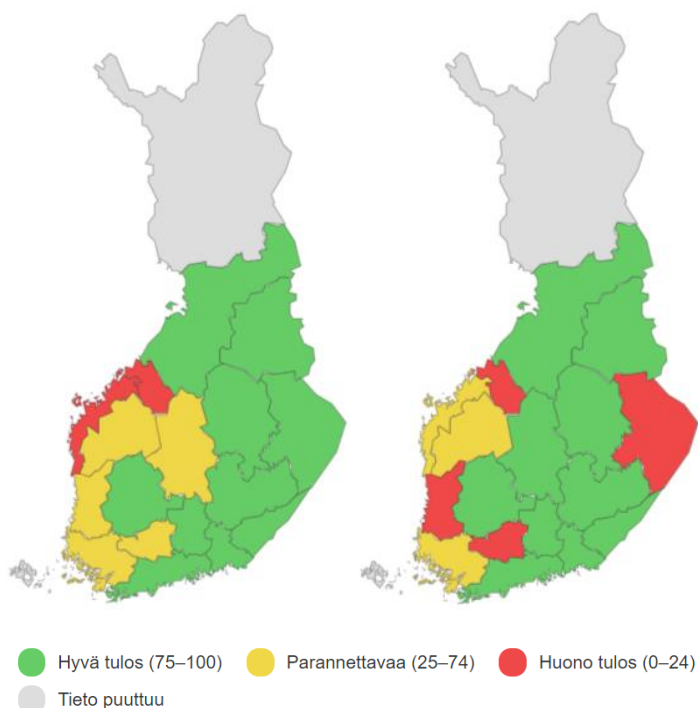 Hyvä tulos (75–100) Parannettavaa (25–74) Huono tulos (0–24)
Tieto puuttuu